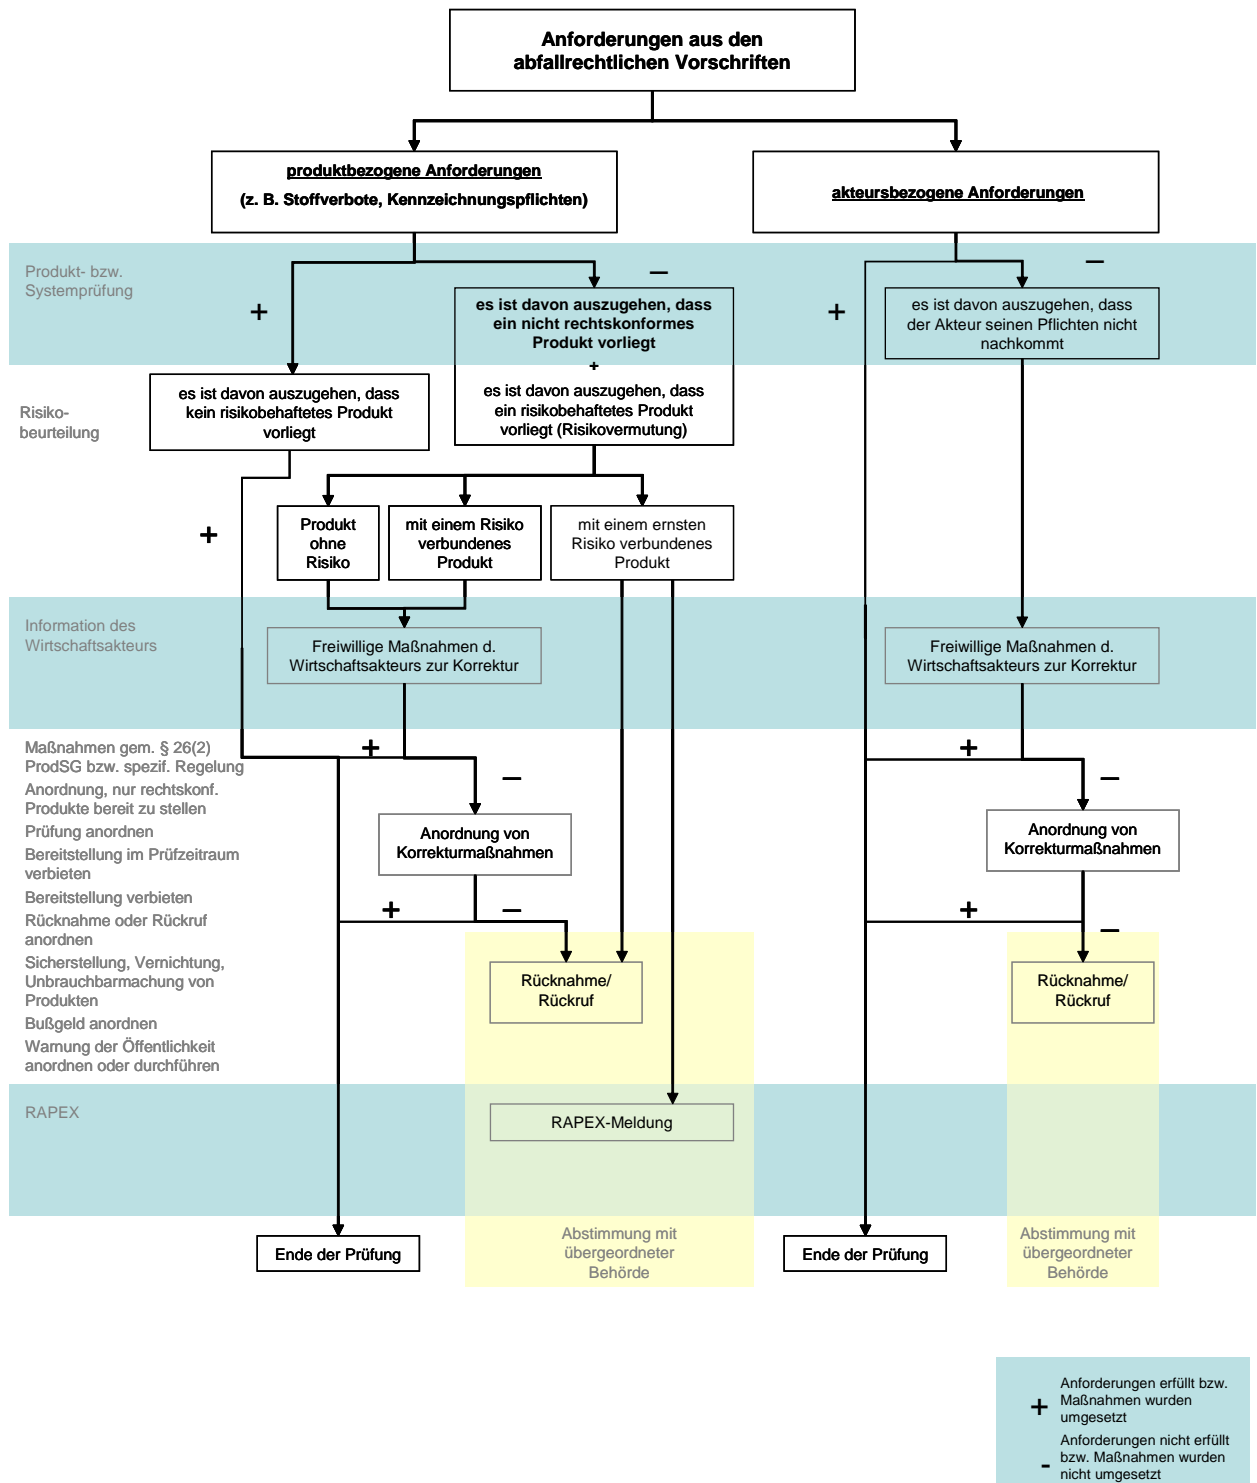 Anforderungen aus den
abfallrechtlichen Vorschriften
produktbezogene Anforderungen
(z. B. Stoffverbote, Kennzeichnungspflichten)
akteursbezogene Anforderungen
Produkt- bzw.
Systemprüfung
+
–
es ist davon auszugehen, dass
ein nicht rechtskonformes
Produkt vorliegt
+
es ist davon auszugehen, dass
ein risikobehaftetes Produkt
vorliegt (Risikovermutung)
+
–
es ist davon auszugehen, dass
der Akteur seinen Pflichten nicht
nachkommt
Risiko-
beurteilung
es ist davon auszugehen, dass
kein risikobehaftetes Produkt
vorliegt
+
Produkt
ohne
Risiko
mit einem Risiko
verbundenes
Produkt
mit einem ernsten
Risiko verbundenes
Produkt
Information des
Wirtschaftsakteurs
Freiwillige Maßnahmen d.
Wirtschaftsakteurs zur Korrektur
Freiwillige Maßnahmen d.
Wirtschaftsakteurs zur Korrektur
Maßnahmen gem. § 26(2)
ProdSG bzw. spezif. Regelung
Anordnung, nur rechtskonf.
Produkte bereit zu stellen
Prüfung anordnen
Bereitstellung im Prüfzeitraum
verbieten
Bereitstellung verbieten
Rücknahme oder Rückruf
anordnen
Sicherstellung, Vernichtung,
Unbrauchbarmachung von
Produkten
Bußgeld anordnen
Warnung der Öffentlichkeit
anordnen oder durchführen
+
–
Anordnung von
Korrekturmaßnahmen
+
–
Rücknahme/
Rückruf
+
–
Anordnung von
Korrekturmaßnahmen
+
–
Rücknahme/
Rückruf
RAPEX
RAPEX-Meldung
Ende der Prüfung
Abstimmung mit
übergeordneter
Behörde
Ende der Prüfung
Abstimmung mit
übergeordneter
Behörde
+
Anforderungen erfüllt bzw.
Maßnahmen wurden
umgesetzt
-
Anforderungen nicht erfüllt
bzw. Maßnahmen wurden
nicht umgesetzt